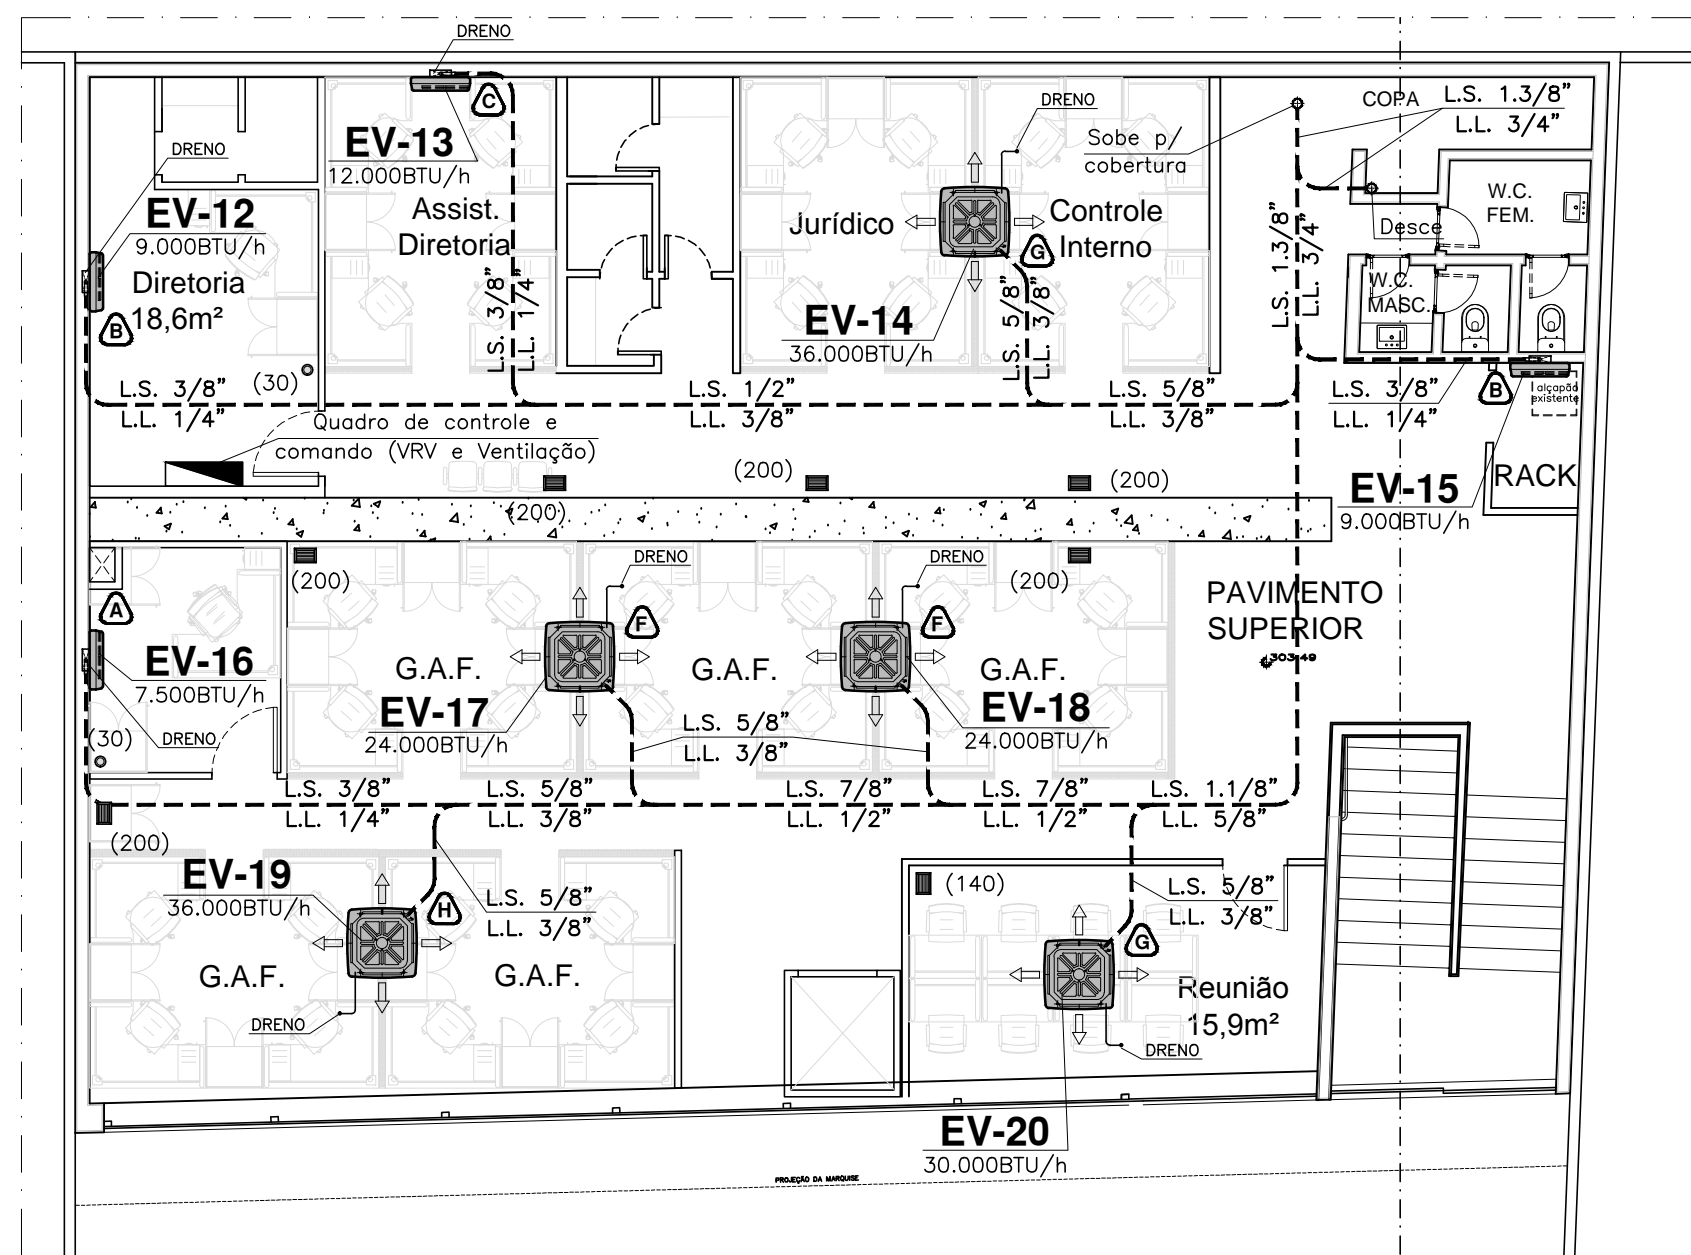 DRENO
COPA
L.S. 1.3/8"
L.L. 3/4"
C
DRENO
EV-13
12.000BTU/h
DRENO
Sobe p/
cobertura
W.C.
FEM.
EV-12
9.000BTU/h
Assist.
Diretoria
Jurídico
Controle
Interno
G
Desce
Diretoria
18,6m²
B
L.S. 3/8"
L.L. 1/4"
EV-14
36.000BTU/h
L.S. 5/8"
L.L. 3/8"
L.S. 1.3/8"
L.L. 3/4"
W.C.
MASC.
L.S. 3/8"
L.L. 1/4"
(30)
L.S. 1/2"
L.L. 3/8"
L.S. 5/8"
L.L. 3/8"
L.S. 3/8"
L.L. 1/4"
B
alçapão
existente
Quadro de controle e
comando (VRV e Ventilação)
(200)
(200)
(200)
EV-15
9.000BTU/h
RACK
(200)
DRENO
(200)
DRENO
PAVIMENTO
SUPERIOR
303,49
A
F
F
EV-16
7.500BTU/h
G.A.F.
G.A.F.
G.A.F.
EV-17
24.000BTU/h
EV-18
24.000BTU/h
L.S. 5/8"
L.L. 3/8"
(30)
DRENO
L.S. 3/8"
L.L. 1/4"
L.S. 5/8"
L.L. 3/8"
L.S. 7/8"
L.L. 1/2"
L.S. 7/8"
L.L. 1/2"
L.S. 1.1/8"
L.L. 5/8"
(200)
EV-19
36.000BTU/h
H
L.S. 5/8"
L.L. 3/8"
(140)
L.S. 5/8"
L.L. 3/8"
G
G.A.F.
G.A.F.
Reunião
15,9m²
DRENO
DRENO
EV-20
30.000BTU/h
PROJEÇÃO DA MARQUISE